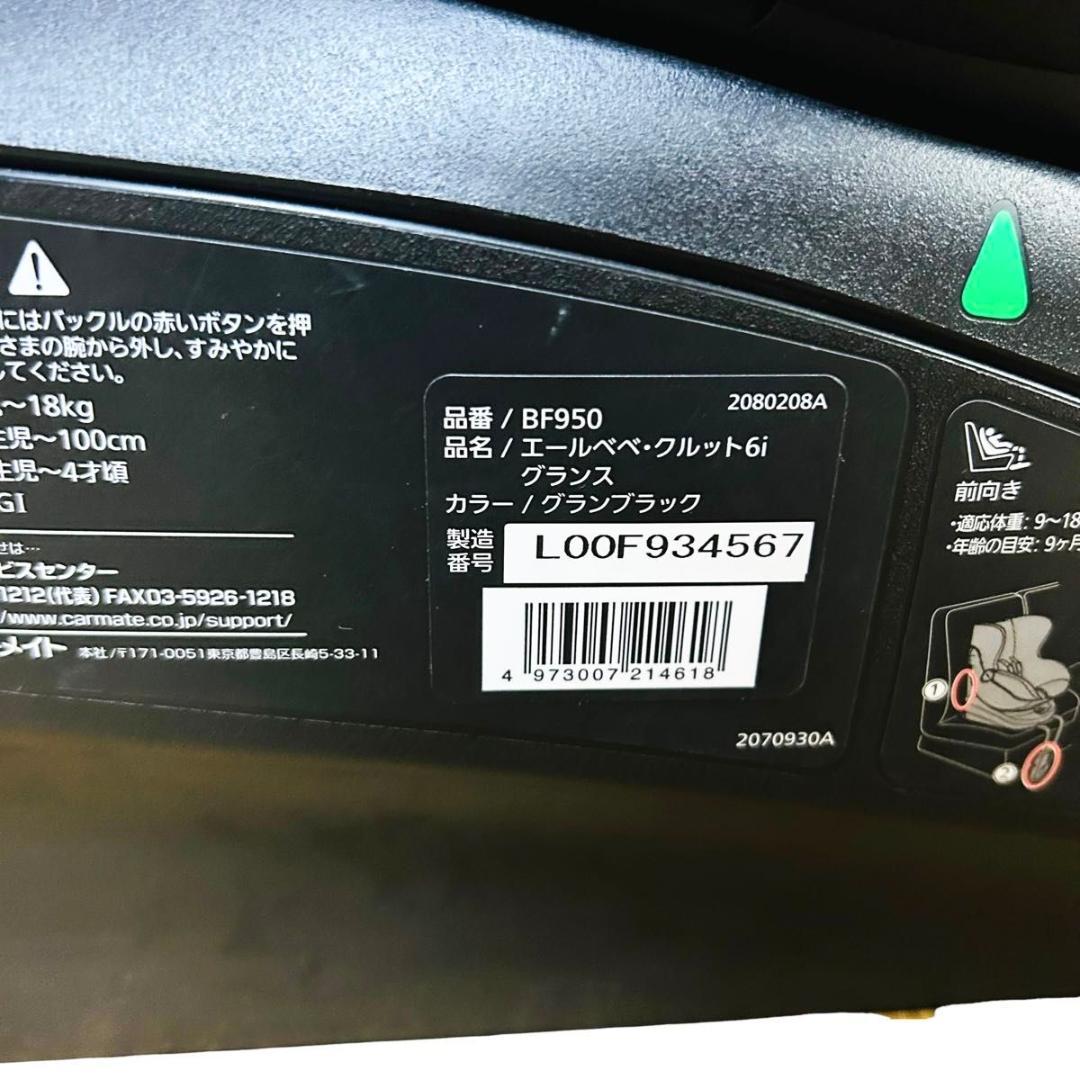 にはバックルの赤いボタンを押
さまの腕から外し、すみやかに
してください。
～18kg
生児～100cm
生児～4才頃
GI
せは…
ビスセンター
1212(代表) FAX03-5926-1218
/www.carmate.co.jp/support/
メイト 本社/〒171-0051東京都豊島区長崎5-33-11
2080208A
品番 / BF950
品名 / エールベベ・クルット6i
グランス
カラー / グランブラック
製造
番号
L00F934567
4 973007 214618
2070930A
前向き
・適応体重: 9～18
・年齢の目安: 9ヶ月
1
2